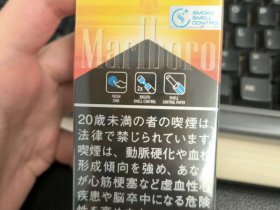 SMOKE
SMELL
CONTROL
Marlboro
FRESH
ZONE
2x
INSIDE
SMELL CONTROL
SMELL
CONTROL PAPER
20歳未満の者の喫煙は、
法律で禁じられています
喫煙は、動脈硬化や血
形成傾向を強め、あな
が心筋梗塞など虚血性
疾患や脳卒中になる危険